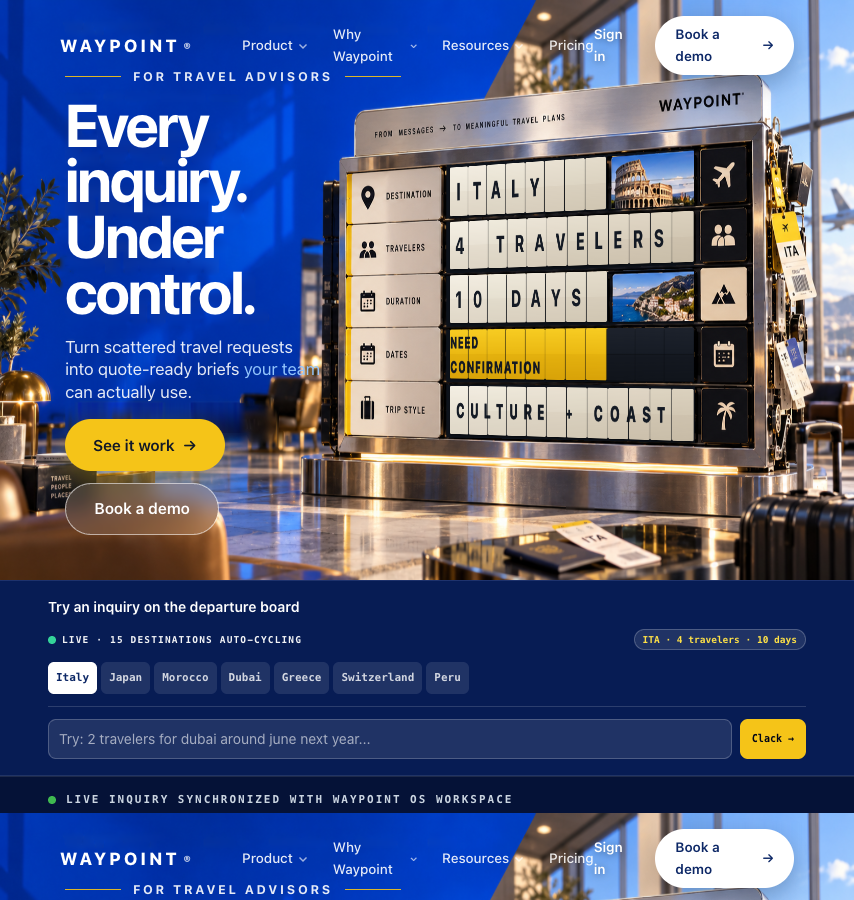 WAYPOINT®
Product
Why Waypoint
Resources
Pricing
Sign in
Book a demo →
FOR TRAVEL ADVISORS
Every
inquiry.
Under
control.
Turn scattered travel requests
into quote-ready briefs your team
can actually use.
See it work →
Book a demo
WAYPOINT
FROM MESSAGES → TO MEANINGFUL TRAVEL PLANS
DESTINATION ITALY
TRAVELERS 4 TRAVELERS
DURATION 10 DAYS
DATES NEED CONFIRMATION
TRIP STYLE CULTURE + COAST
ITA
TRAVEL
PEOPLE
PLACES
ITA
Try an inquiry on the departure board
LIVE · 15 DESTINATIONS AUTO-CYCLING
ITA · 4 travelers · 10 days
Italy Japan Morocco Dubai Greece Switzerland Peru
Try: 2 travelers for dubai around june next year...
Clack →
LIVE INQUIRY SYNCHRONIZED WITH WAYPOINT OS WORKSPACE
WAYPOINT®
Product
Why Waypoint
Resources
Pricing
Sign in
Book a demo →
FOR TRAVEL ADVISORS